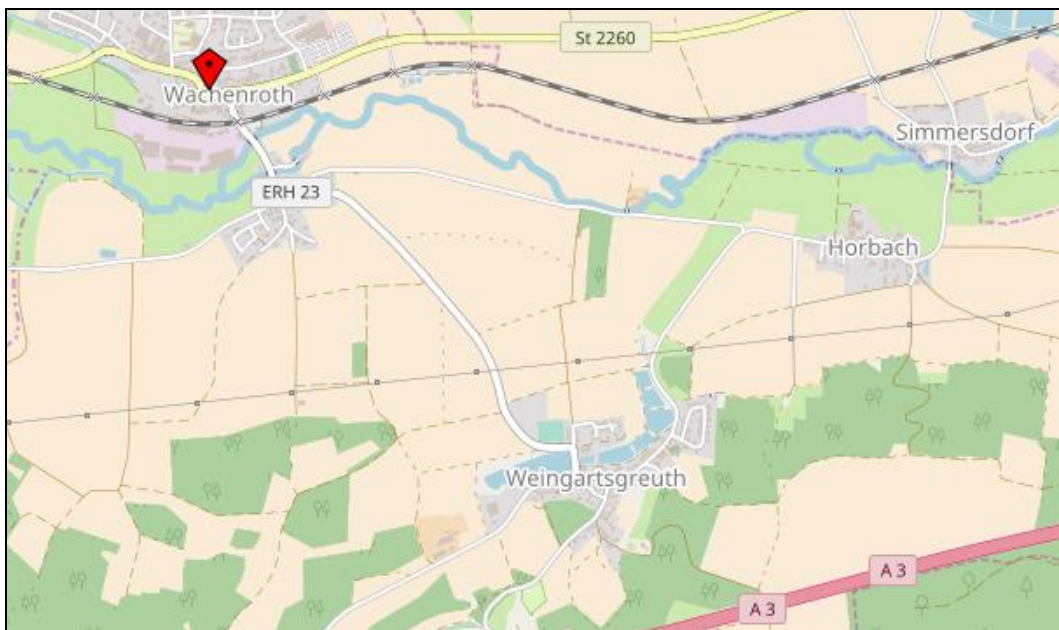 St 2260
Wachenroth
Simmersdorf
ERH 23
Horbach
Weingartsgreuth
A 3
A 3